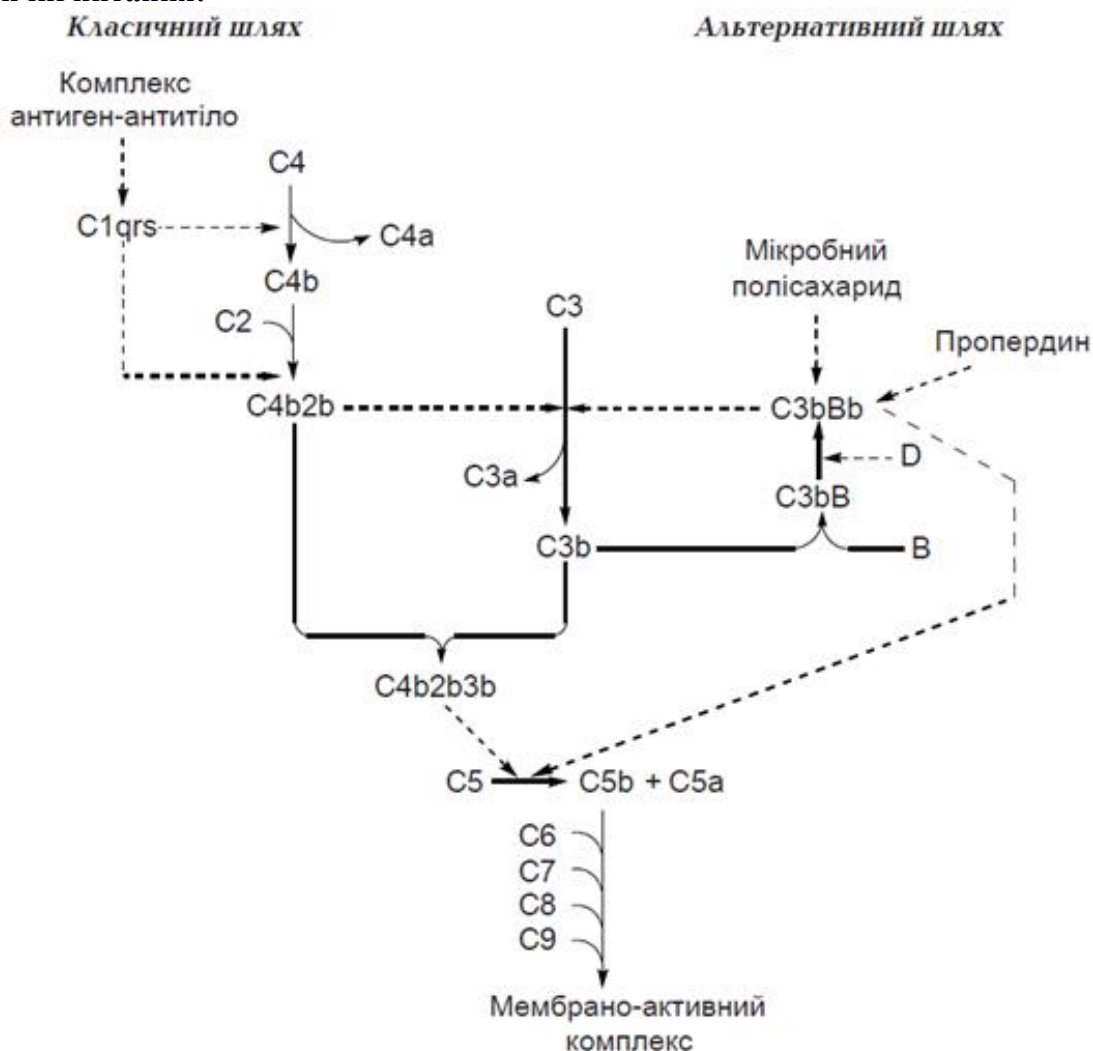 Класичний шлях
Альтернативний шлях
Комплекс
антиген-антитіло
C4
C1qrs
C4a
C4b
C2
C4b2b
C3
C3a
C3b
Мікробний
полісахарид
Пропердин
C3bBb
D
C3bB
B
C4b2b3b
C5
C5b + C5a
C6
C7
C8
C9
Мембрано-активний
комплекс